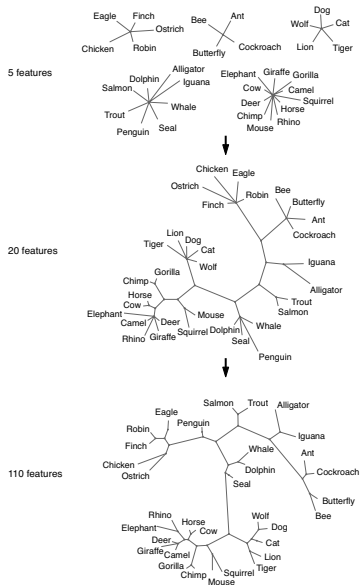 Eagle Finch
Ostrich
Chicken Robin
Bee Ant
Butterfly Cockroach
Dog
Wolf Cat
Lion Tiger
5 features
Alligator
Dolphin Iguana
Salmon
Whale
Trout
Seal
Penguin
Elephant Giraffe Gorilla
Cow Camel
Squirrel
Deer Horse
Chimp Rhino
Mouse
20 features
Chicken Eagle
Ostrich Robin
Finch
Bee
Butterfly
Ant
Cockroach
Lion Dog
Tiger Cat
Wolf
Gorilla
Chimp
Horse
Cow
Elephant
Camel Deer
Rhino Giraffe
Mouse
Squirrel
Iguana
Alligator
Trout
Salmon
Dolphin Whale
Seal
Penguin
110 features
Salmon Trout Alligator
Eagle
Penguin
Robin
Finch
Iguana
Chicken
Ostrich
Whale
Dolphin
Seal
Ant
Cockroach
Butterfly
Bee
Rhino
Horse
Elephant
Cow
Deer
Giraffe Camel
Gorilla
Chimp
Squirrel
Mouse
Wolf
Dog
Cat
Lion
Tiger